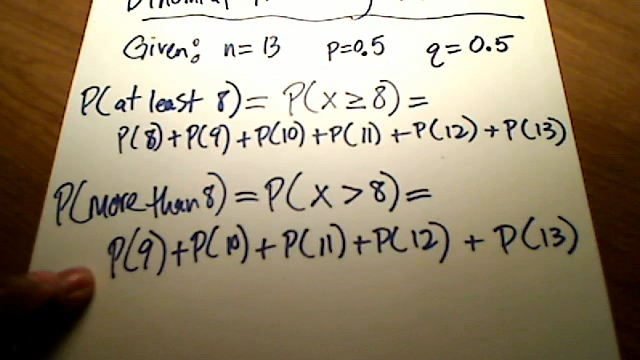 Binomial
Given: n = 13 p=0.5 q = 0.5
P(at least 8) = P(x ≥ 8) =
P(8)+P(9)+P(10)+P(11)+P(12)+P(13)
P(More than 8) = P(x > 8) =
P(9)+P(10)+P(11)+P(12)+P(13)